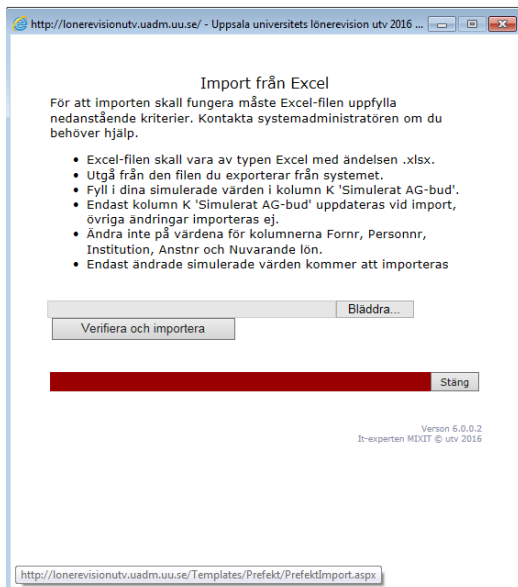 http://lonerevisionutv.uadm.uu.se/ - Uppsala universitets lönerevision utv 2016 ...
Import från Excel
För att importen skall fungera måste Excel-filen uppfylla
nedanstående kriterier. Kontakta systemadministratören om du
behöver hjälp.
• Excel-filen skall vara av typen Excel med ändelsen .xlsx.
• Utgå från den filen du exporterar från systemet.
• Fyll i dina simulerade värden i kolumn K 'Simulerat AG-bud'.
• Endast kolumn K 'Simulerat AG-bud' uppdateras vid import,
övriga ändringar importeras ej.
• Ändra inte på värdena för kolumnerna Fornr, Personnr,
Institution, Anstnr och Nuvarande lön.
• Endast ändrade simulerade värden kommer att importeras
Bläddra...
Verifiera och importera
Stäng
Verson 6.0.0.2
It-experten MIXIT © utv 2016
http://lonerevisionutv.uadm.uu.se/Templates/Prefekt/PrefektImport.aspx